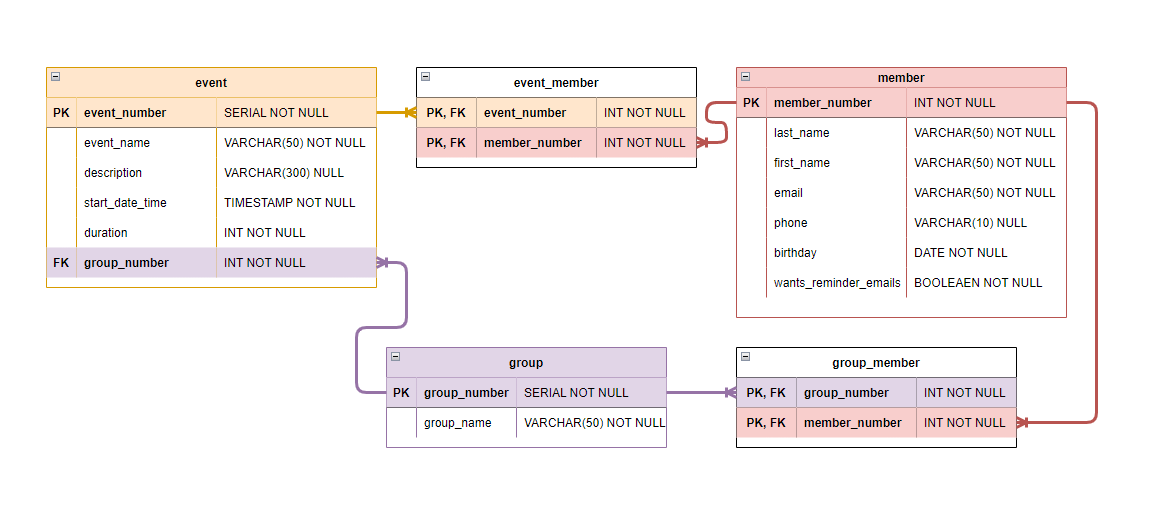 event
PK event_number SERIAL NOT NULL
event_name VARCHAR(50) NOT NULL
description VARCHAR(300) NULL
start_date_time TIMESTAMP NOT NULL
duration INT NOT NULL
FK group_number INT NOT NULL
event_member
PK, FK event_number INT NOT NULL
PK, FK member_number INT NOT NULL
member
PK member_number INT NOT NULL
last_name VARCHAR(50) NOT NULL
first_name VARCHAR(50) NOT NULL
email VARCHAR(50) NOT NULL
phone VARCHAR(10) NULL
birthday DATE NOT NULL
wants_reminder_emails BOOLEAEN NOT NULL
group
PK group_number SERIAL NOT NULL
group_name VARCHAR(50) NOT NULL
group_member
PK, FK group_number INT NOT NULL
PK, FK member_number INT NOT NULL